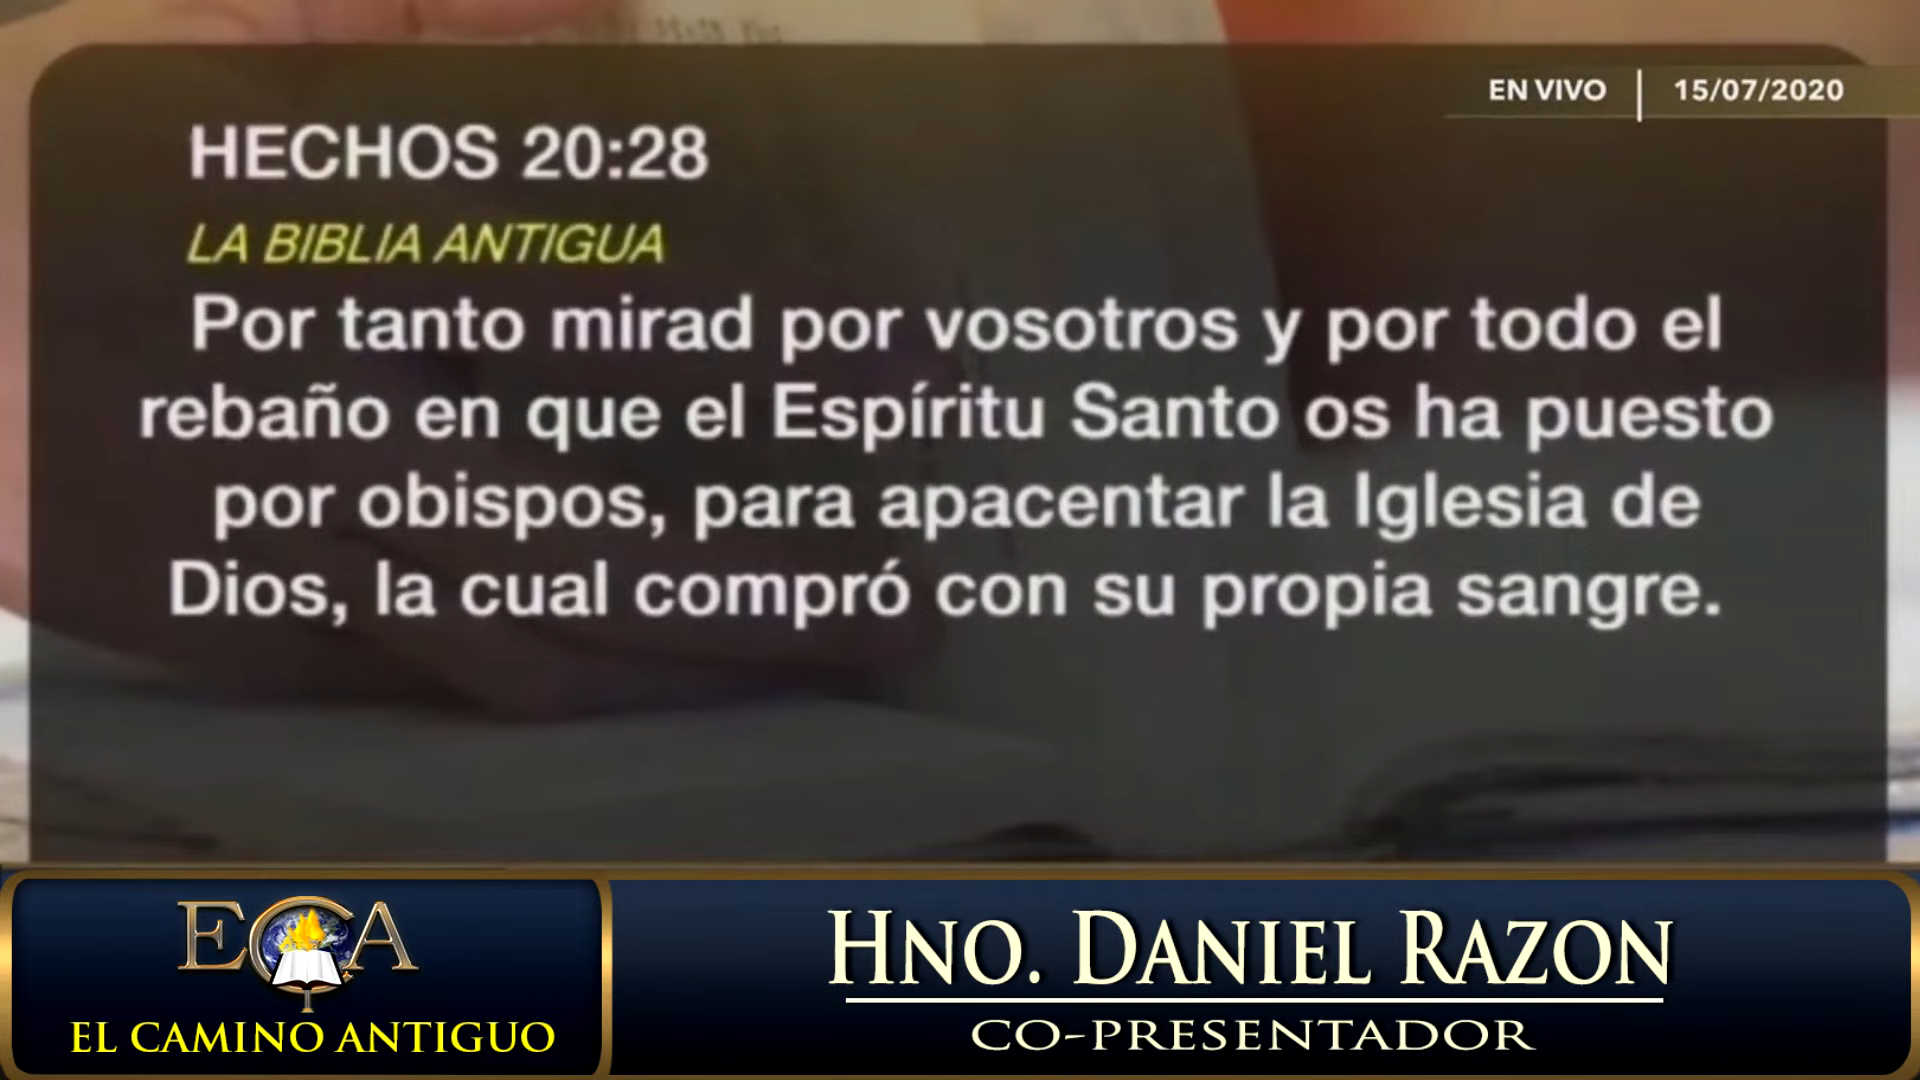 EN VIVO | 15/07/2020
HECHOS 20:28
LA BIBLIA ANTIGUA
Por tanto mirad por vosotros y por todo el
rebaño en que el Espíritu Santo os ha puesto
por obispos, para apacentar la Iglesia de
Dios, la cual compró con su propia sangre.
ECA
EL CAMINO ANTIGUO
HNO. DANIEL RAZON
CO-PRESENTADOR